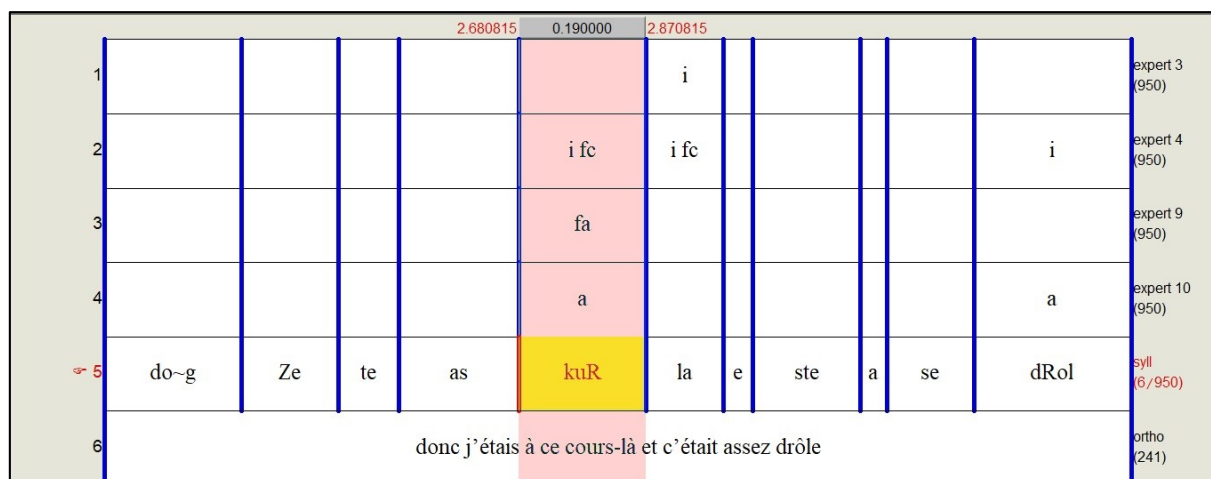 2.680815 0.190000 2.870815
1 i expert 3 (950)
2 i fc i fc i expert 4 (950)
3 fa expert 9 (950)
4 a a expert 10 (950)
☞ 5 do~g Ze te as kuR la e ste a se dRol syll (6/950)
6 donc j’étais à ce cours-là et c’était assez drôle ortho (241)